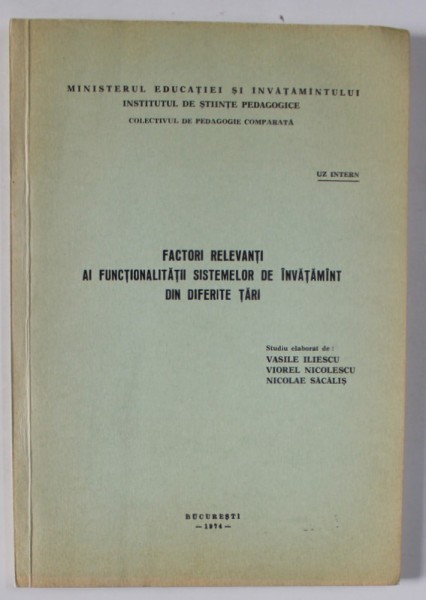 MINISTERUL EDUCAȚIEI ȘI ÎNVĂȚĂMÎNTULUI
INSTITUTUL DE ȘTIINȚE PEDAGOGICE
COLECTIVUL DE PEDAGOGIE COMPARATĂ
UZ INTERN
FACTORI RELEVANȚI
AI FUNCȚIONALITĂȚII SISTEMELOR DE ÎNVĂȚĂMÎNT
DIN DIFERITE ȚĂRI
Studiu elaborat de :
VASILE ILIESCU
VIOREL NICOLESCU
NICOLAE SĂCĂLIȘ
BUCUREȘTI
— 1974 —